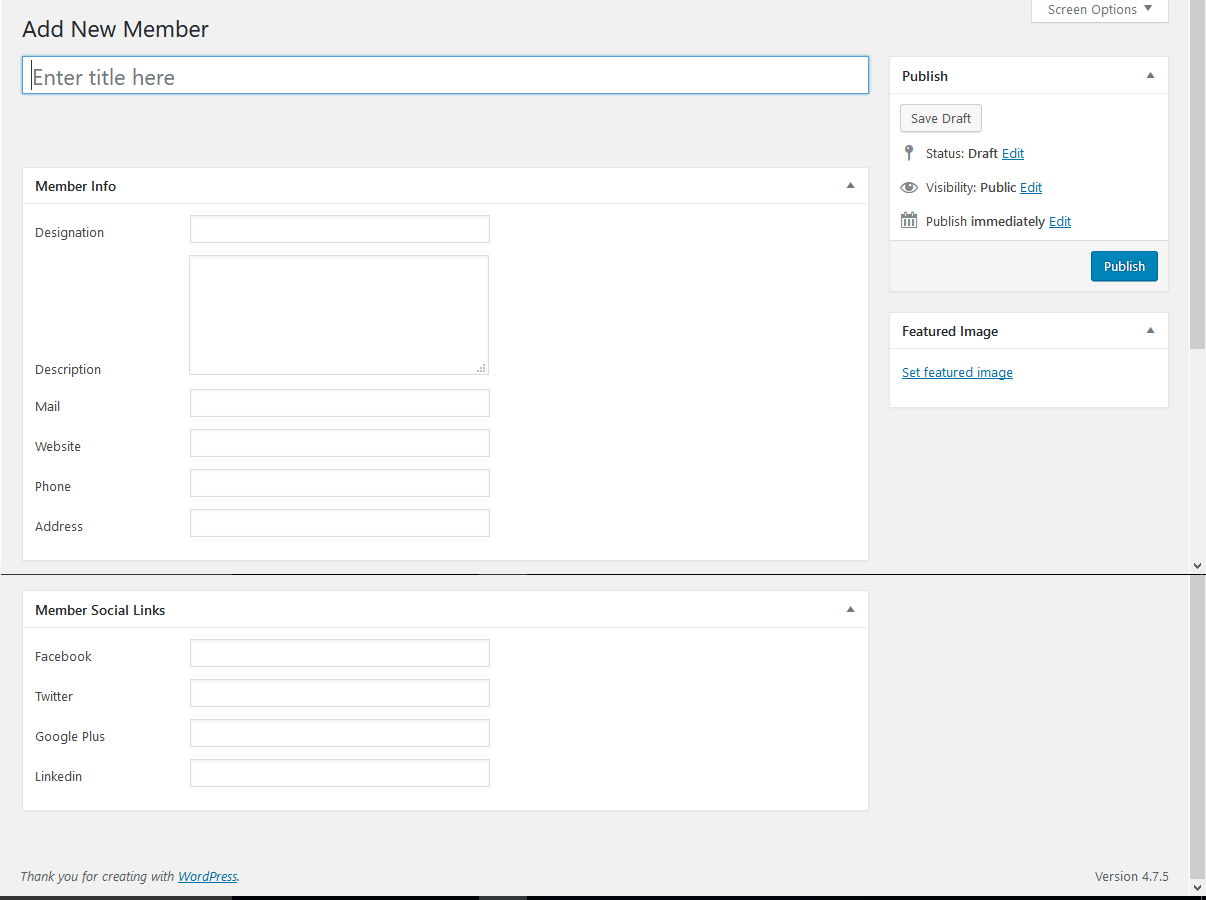 Screen Options
Add New Member
Enter title here
Publish
Save Draft
Status: Draft Edit
Visibility: Public Edit
Publish immediately Edit
Publish
Featured Image
Set featured image
Member Info
Designation
Description
Mail
Website
Phone
Address
Member Social Links
Facebook
Twitter
Google Plus
Linkedin
Thank you for creating with WordPress.
Version 4.7.5